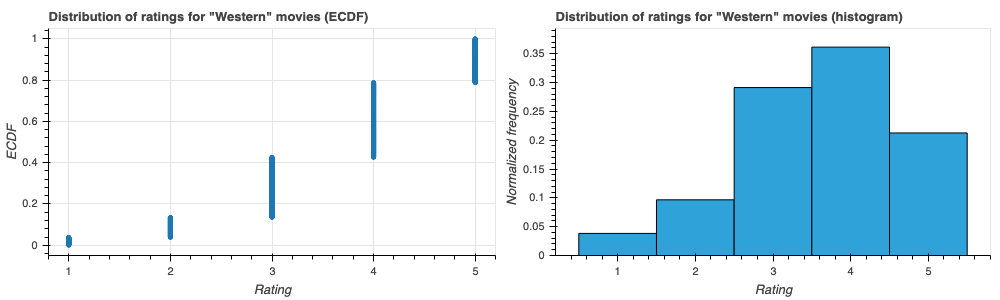 Distribution of ratings for "Western" movies (ECDF)
1
0.8
0.6
0.4
0.2
0
ECDF
1 2 3 4 5
Rating
Distribution of ratings for "Western" movies (histogram)
0.35
0.3
0.25
0.2
0.15
0.1
0.05
0
Normalized frequency
1 2 3 4 5
Rating